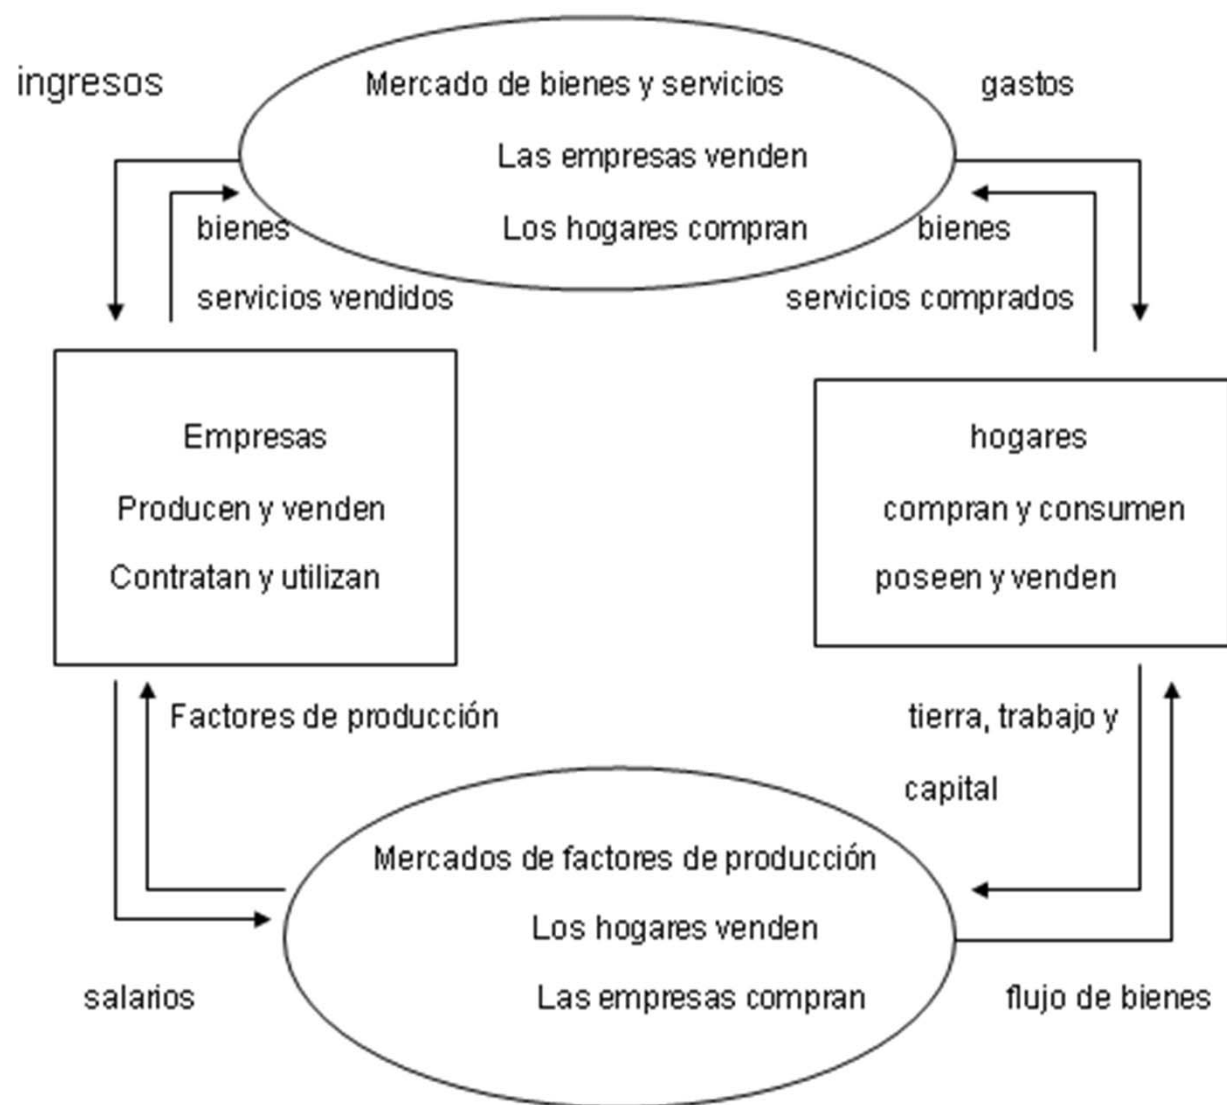 ingresos
Mercado de bienes y servicios
gastos
Las empresas venden
bienes
Los hogares compran
bienes
servicios vendidos
servicios comprados
Empresas
Producen y venden
Contratan y utilizan
hogares
compran y consumen
poseen y venden
Factores de producción
tierra, trabajo y
capital
Mercados de factores de producción
Los hogares venden
Las empresas compran
salarios
flujo de bienes